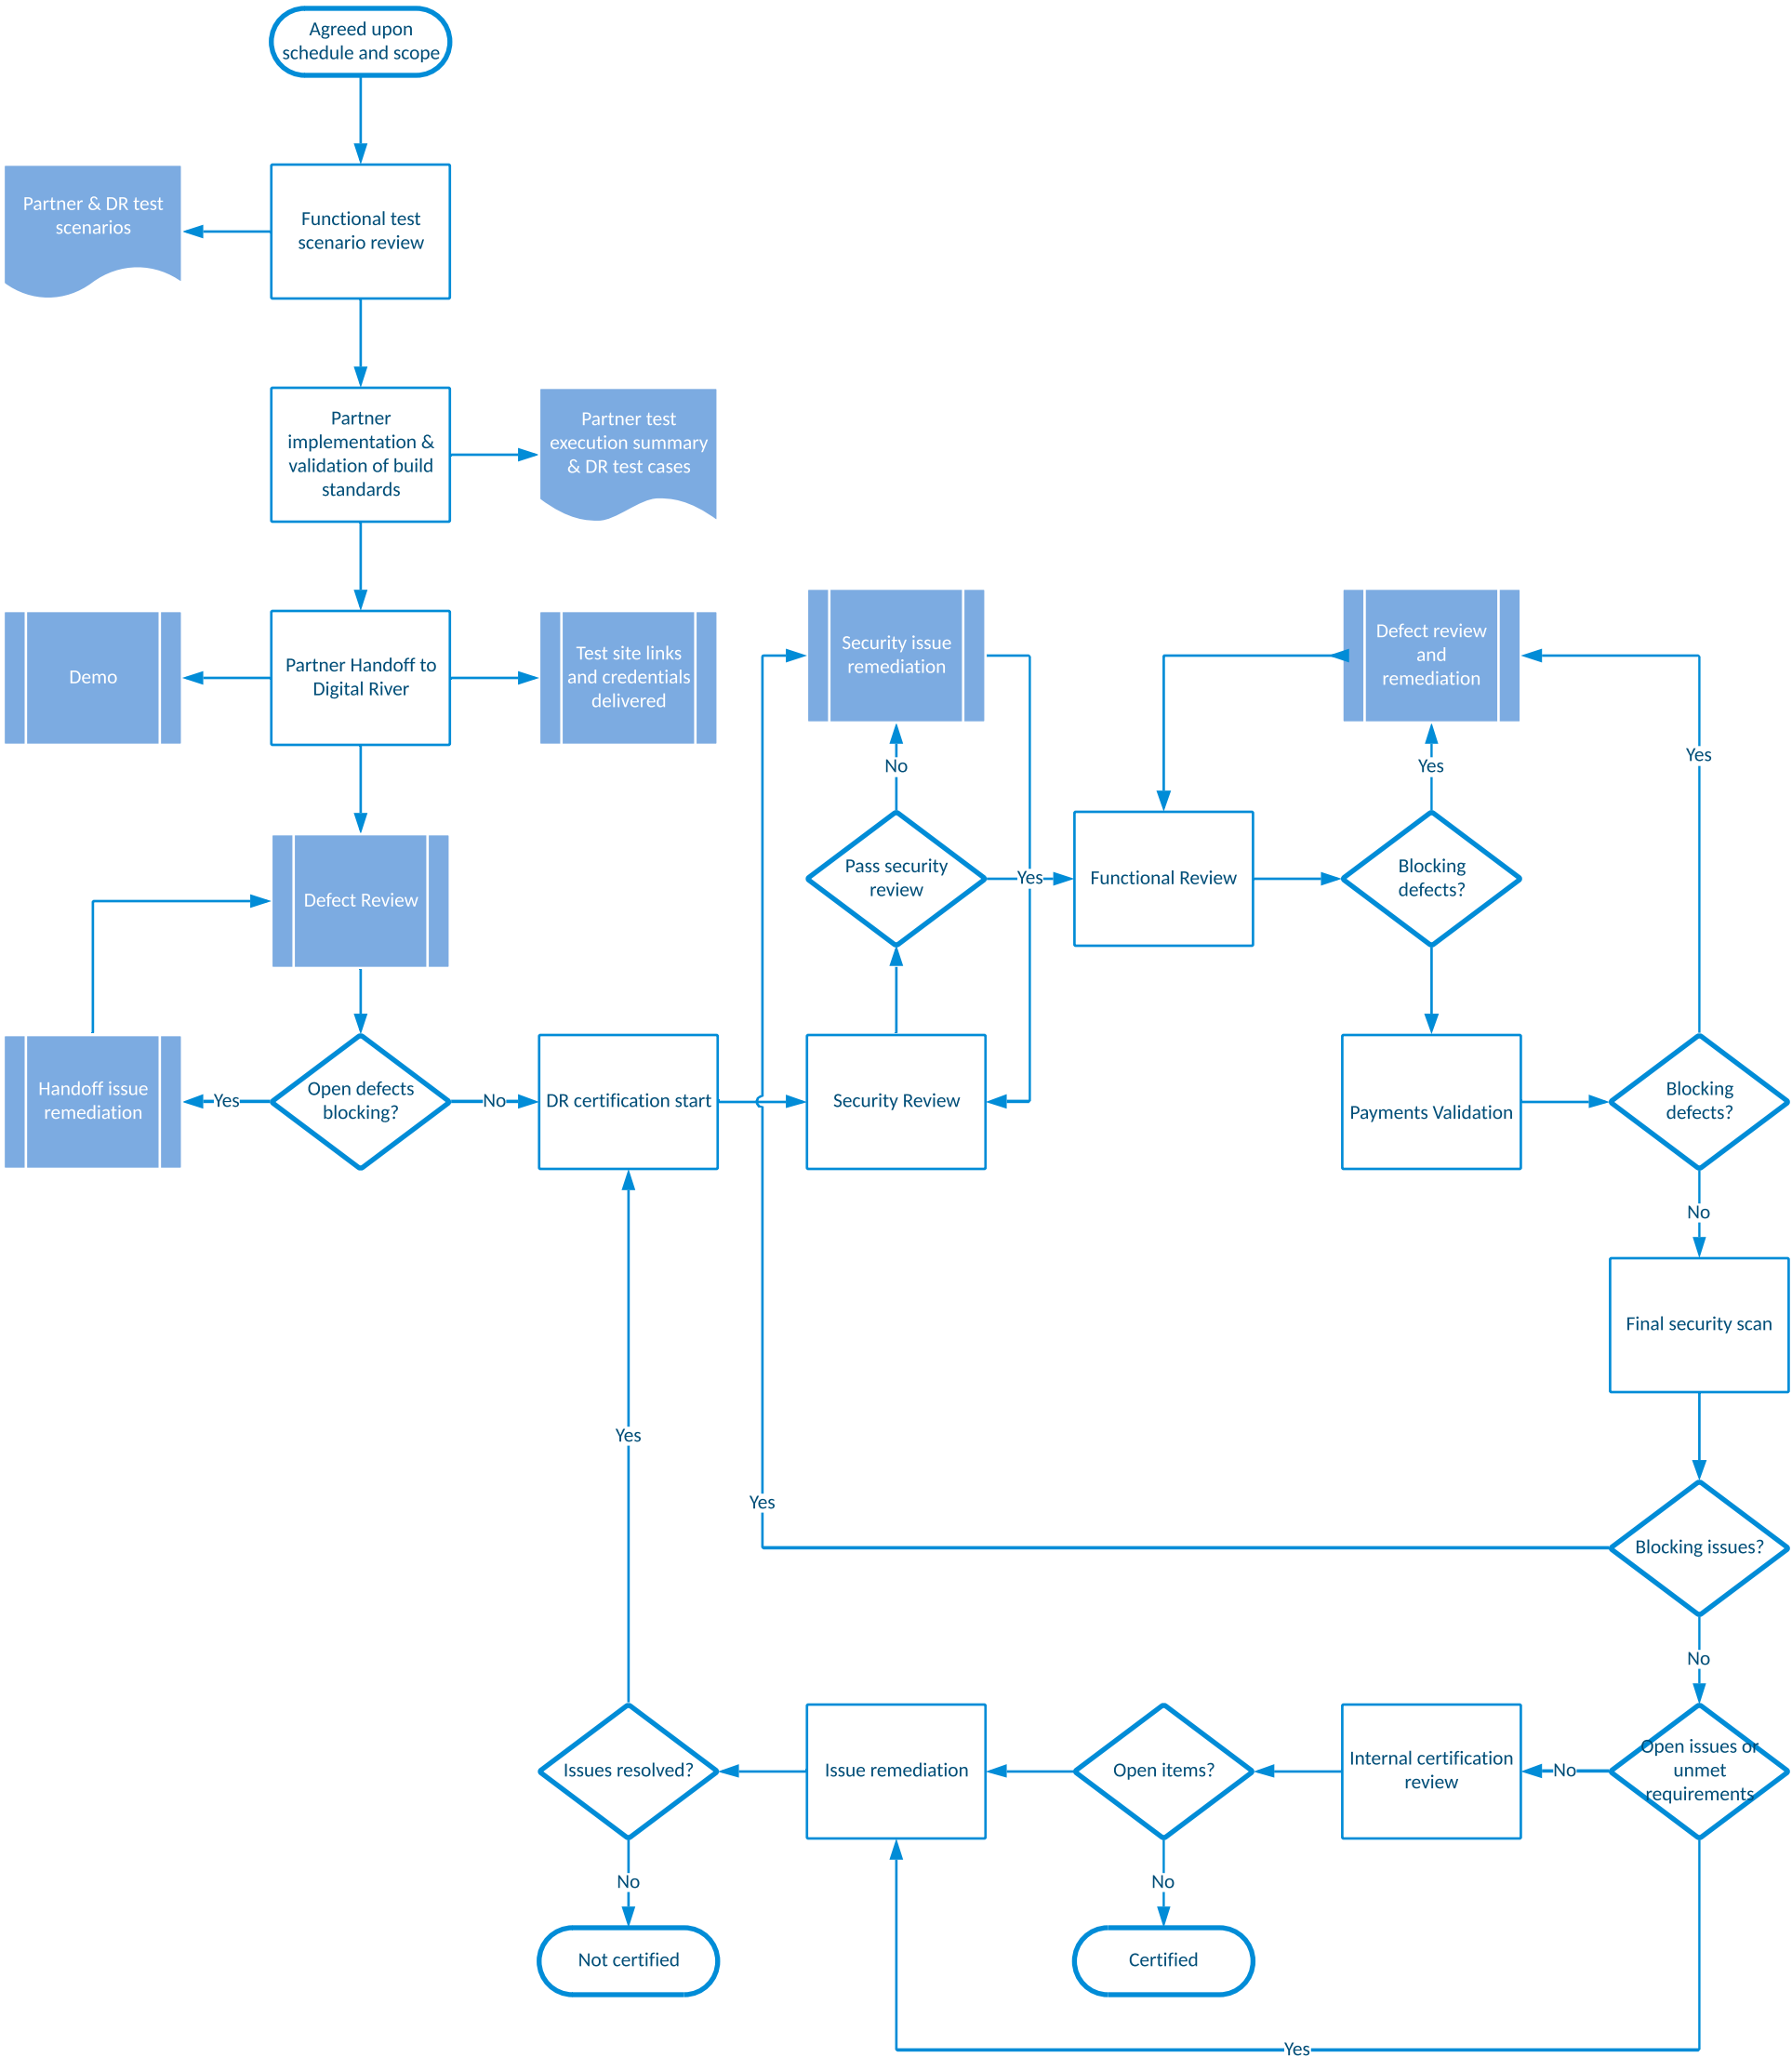 Agreed upon
schedule and scope
Partner & DR test
scenarios
Functional test
scenario review
Partner
implementation &
validation of build
standards
Partner test
execution summary
& DR test cases
Demo
Partner Handoff to
Digital River
Test site links
and credentials
delivered
Security issue
remediation
Defect review
and
remediation
No
Yes
Yes
Defect Review
Pass security
review
Yes
Functional Review
Blocking
defects?
Handoff issue
remediation
Yes
Open defects
blocking?
No
DR certification start
Security Review
Payments Validation
Blocking
defects?
No
Final security scan
Yes
Yes
Blocking issues?
No
Issues resolved?
Issue remediation
Open items?
Internal certification
review
No
Open issues or
unmet
requirements
No
No
Not certified
Certified
Yes